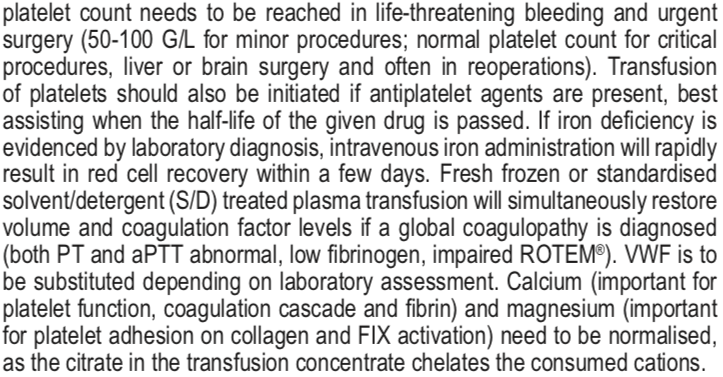 platelet count needs to be reached in life-threatening bleeding and urgent
surgery (50-100 G/L for minor procedures; normal platelet count for critical
procedures, liver or brain surgery and often in reoperations). Transfusion
of platelets should also be initiated if antiplatelet agents are present, best
assisting when the half-life of the given drug is passed. If iron deficiency is
evidenced by laboratory diagnosis, intravenous iron administration will rapidly
result in red cell recovery within a few days. Fresh frozen or standardised
solvent/detergent (S/D) treated plasma transfusion will simultaneously restore
volume and coagulation factor levels if a global coagulopathy is diagnosed
(both PT and aPTT abnormal, low fibrinogen, impaired ROTEM®). VWF is to
be substituted depending on laboratory assessment. Calcium (important for
platelet function, coagulation cascade and fibrin) and magnesium (important
for platelet adhesion on collagen and FIX activation) need to be normalised,
as the citrate in the transfusion concentrate chelates the consumed cations.